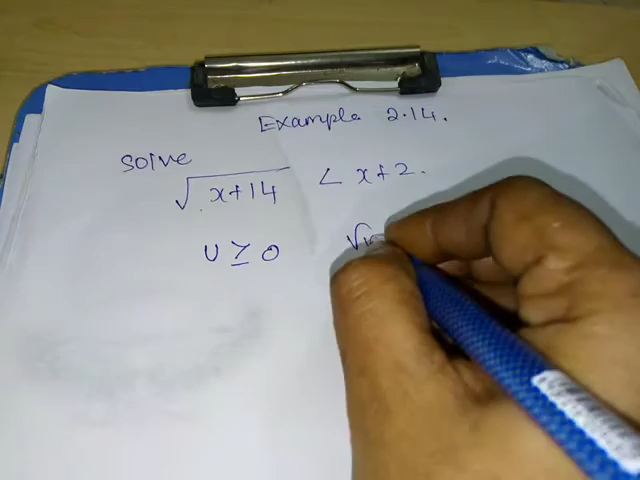 Example 2.14.
Solve
√x+14 < x+2.
U ≥ 0